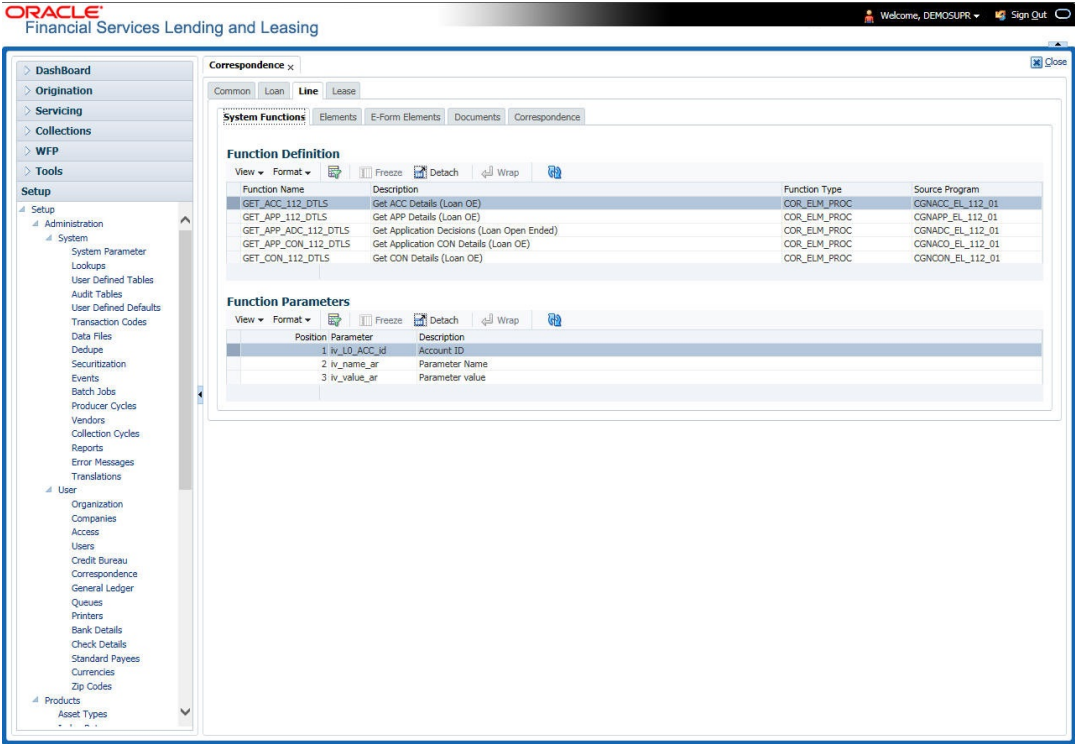 ORACLE
Financial Services Lending and Leasing
Welcome, DEMOSUPR
Sign Out
Close
DashBoard
Origination
Servicing
Collections
WFP
Tools
Setup
Setup
Administration
System
System Parameter
Lookups
User Defined Tables
Audit Tables
User Defined Defaults
Transaction Codes
Data Files
Dedupe
Securitization
Events
Batch Jobs
Producer Cycles
Vendors
Collection Cycles
Reports
Error Messages
Translations
User
Organization
Companies
Access
Users
Credit Bureau
Correspondence
General Ledger
Queues
Printers
Bank Details
Check Details
Standard Payees
Currencies
Zip Codes
Products
Asset Types
Correspondence x
Common Loan Line Lease
System Functions Elements E-Form Elements Documents Correspondence
Function Definition
View Format Freeze Detach Wrap
Function Name Description Function Type Source Program
GET_ACC_112_DTLS Get ACC Details (Loan OE) COR_ELM_PROC CGNACC_EL_112_01
GET_APP_112_DTLS Get APP Details (Loan OE) COR_ELM_PROC CGNAPP_EL_112_01
GET_APP_ADC_112_DTLS Get Application Decisions (Loan Open Ended) COR_ELM_PROC CGNADC_EL_112_01
GET_APP_CON_112_DTLS Get Application CON Details (Loan OE) COR_ELM_PROC CGNACO_EL_112_01
GET_CON_112_DTLS Get CON Details (Loan OE) COR_ELM_PROC CGNCON_EL_112_01
Function Parameters
View Format Freeze Detach Wrap
Position Parameter Description
1 iv_L0_ACC_id Account ID
2 iv_name_ar Parameter Name
3 iv_value_ar Parameter value